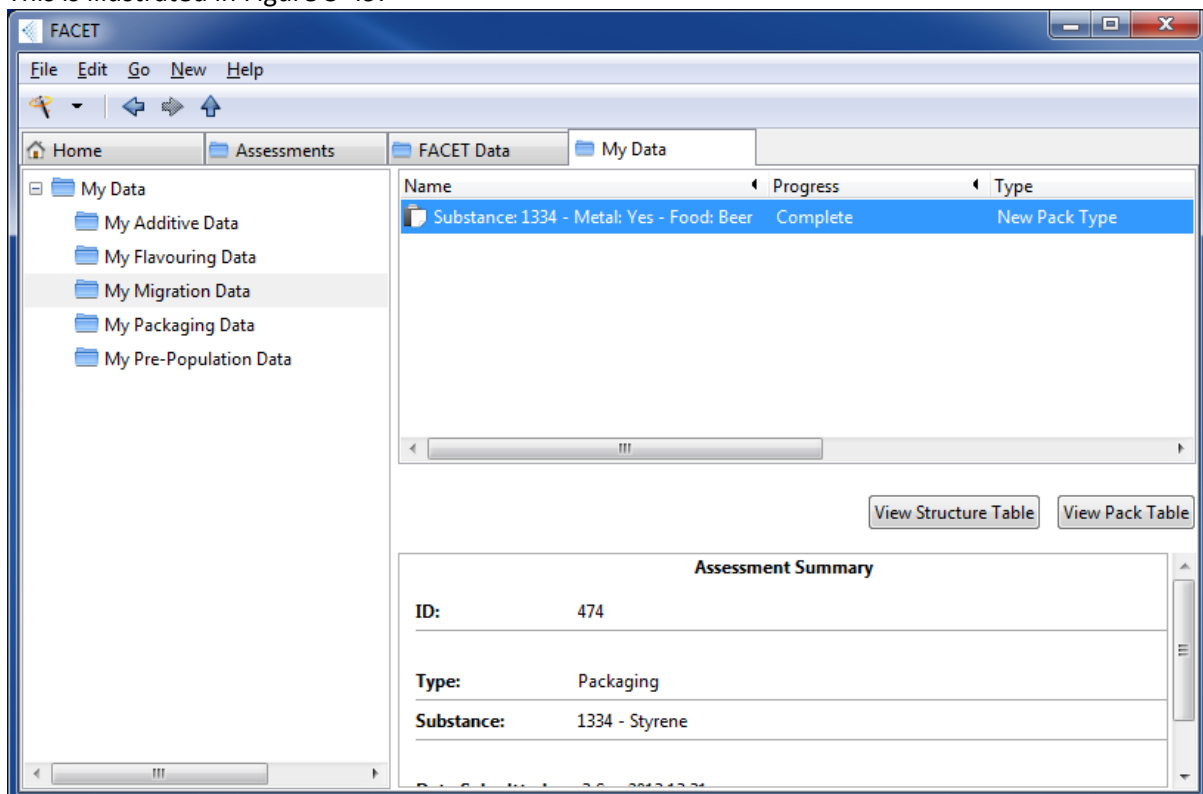 FACET
File Edit Go New Help
Home Assessments FACET Data My Data
My Data
My Additive Data
My Flavouring Data
My Migration Data
My Packaging Data
My Pre-Population Data
Name Progress Type
Substance: 1334 - Metal: Yes - Food: Beer Complete New Pack Type
View Structure Table View Pack Table
Assessment Summary
ID: 474
Type: Packaging
Substance: 1334 - Styrene